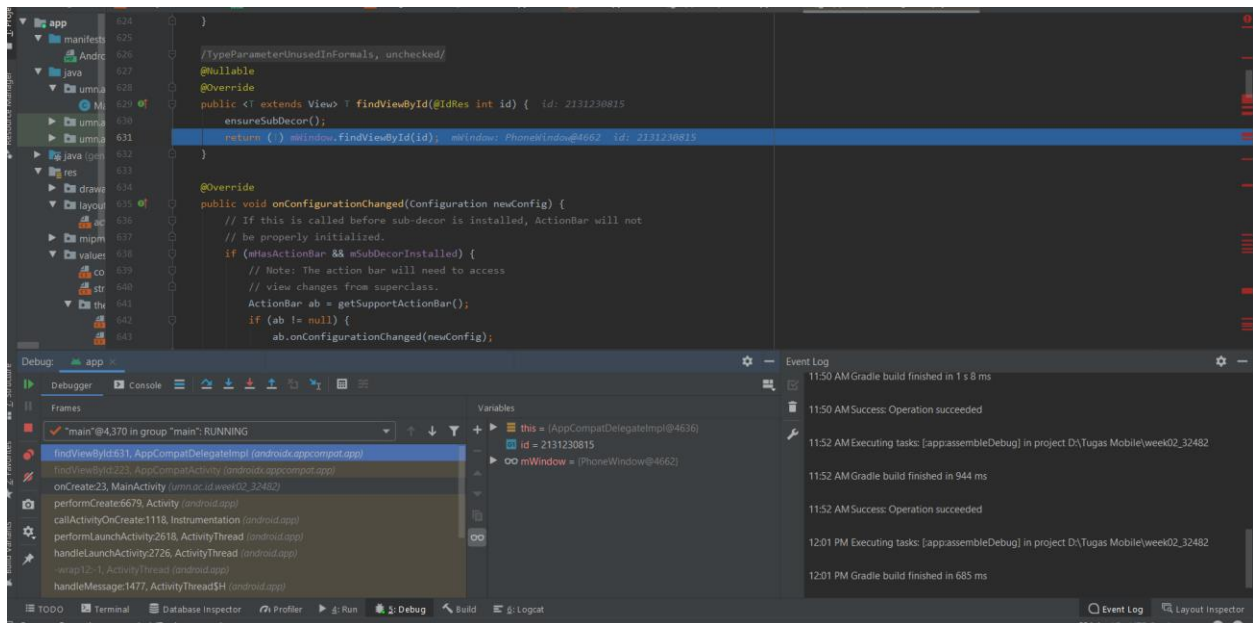 app
manifests
Andrc
java
umn.a
Ma
umn.a
umn.a
java (gen
res
drawa
layout
ac
mipm
values
co
str
the
624 }
625
626 /TypeParameterUnusedInFormals, unchecked/
627 @Nullable
628 @Override
629 public <T extends View> T findViewById(@IdRes int id) { id: 2131230815
630 ensureSubDecor();
631 return (T) mWindow.findViewById(id); mWindow: PhoneWindow@4662 id: 2131230815
632 }
633
634 @Override
635 public void onConfigurationChanged(Configuration newConfig) {
636 // If this is called before sub-decor is installed, ActionBar will not
637 // be properly initialized.
638 if (mHasActionBar && mSubDecorInstalled) {
639 // Note: The action bar will need to access
640 // view changes from superclass.
641 ActionBar ab = getSupportActionBar();
642 if (ab != null) {
643 ab.onConfigurationChanged(newConfig);
Resource Manager
Debug: app
Debugger Console
Frames
"main"@4,370 in group "main": RUNNING
findViewById:631, AppCompatDelegateImpl (androidx.appcompat.app)
findViewById:223, AppCompatActivity (androidx.appcompat.app)
onCreate:23, MainActivity (umn.ac.id.week02_32482)
performCreate:6679, Activity (android.app)
callActivityOnCreate:1118, Instrumentation (android.app)
performLaunchActivity:2618, ActivityThread (android.app)
handleLaunchActivity:2726, ActivityThread (android.app)
-wrap12:-1, ActivityThread (android.app)
handleMessage:1477, ActivityThread$H (android.app)
Variables
this = {AppCompatDelegateImpl@4636}
id = 2131230815
mWindow = {PhoneWindow@4662}
Event Log
11:50 AM Gradle build finished in 1 s 8 ms
11:50 AM Success: Operation succeeded
11:52 AM Executing tasks: [:app:assembleDebug] in project D:\Tugas Mobile\week02_32482
11:52 AM Gradle build finished in 944 ms
11:52 AM Success: Operation succeeded
12:01 PM Executing tasks: [:app:assembleDebug] in project D:\Tugas Mobile\week02_32482
12:01 PM Gradle build finished in 685 ms
Build Variants
TODO Terminal Database Inspector Profiler 4: Run 5: Debug Build 6: Logcat Event Log Layout Inspector